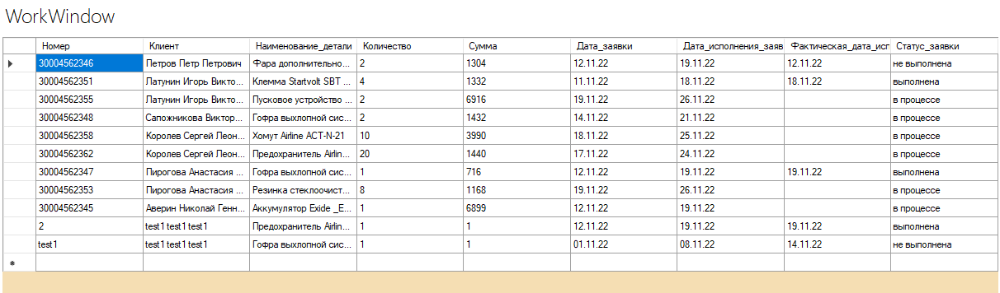 WorkWindow
Номер Клиент Наименование_детали Количество Сумма Дата_заявки Дата_исполнения_заяв Фактическая_дата_исп Статус_заявки
30004562346 Петров Петр Петрович Фара дополнительно... 2 1304 12.11.22 19.11.22 12.11.22 не выполнена
30004562351 Латунин Игорь Викто... Клемма Startvolt SBT ... 4 1332 11.11.22 18.11.22 18.11.22 выполнена
30004562355 Латунин Игорь Викто... Пусковое устройство ... 2 6916 19.11.22 26.11.22 в процессе
30004562348 Сапожникова Виктор... Гофра выхлопной сис... 2 1432 14.11.22 21.11.22 в процессе
30004562358 Королев Сергей Леон... Хомут Airline ACT-N-21 10 3990 18.11.22 25.11.22 в процессе
30004562362 Королев Сергей Леон... Предохранитель Airlin... 20 1440 17.11.22 24.11.22 в процессе
30004562347 Пирогова Анастасия ... Гофра выхлопной сис... 1 716 12.11.22 19.11.22 19.11.22 выполнена
30004562353 Пирогова Анастасия ... Резинка стеклоочист... 8 1168 19.11.22 26.11.22 в процессе
30004562345 Аверин Николай Генн... Аккумулятор Exide _E... 1 6899 12.11.22 19.11.22 в процессе
2 test1 test1 test1 Предохранитель Airlin... 1 1 12.11.22 19.11.22 19.11.22 выполнена
test1 test1 test1 test1 Гофра выхлопной сис... 1 1 01.11.22 08.11.22 14.11.22 не выполнена